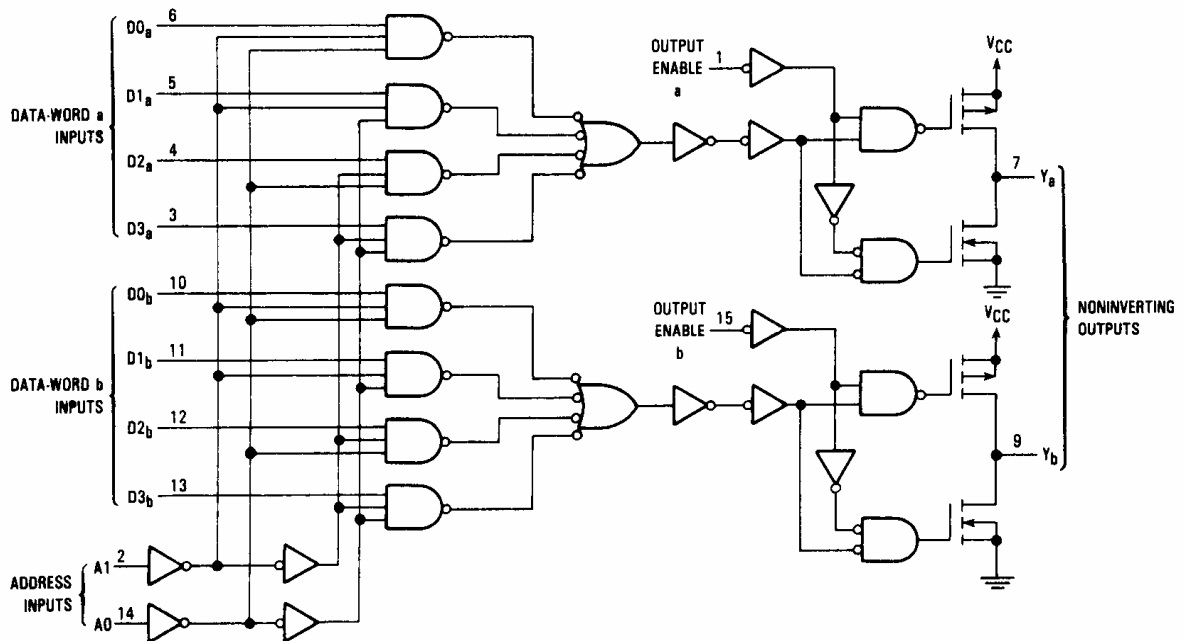 D0a 6
D1a 5
DATA-WORD a
INPUTS
D2a 4
D3a 3
D0b 10
D1b 11
DATA-WORD b
INPUTS
D2b 12
D3b 13
ADDRESS
INPUTS
A1 2
A0 14
OUTPUT
ENABLE 1
a
VCC
7 Ya
OUTPUT
ENABLE 15
b
VCC
9 Yb
NONINVERTING
OUTPUTS